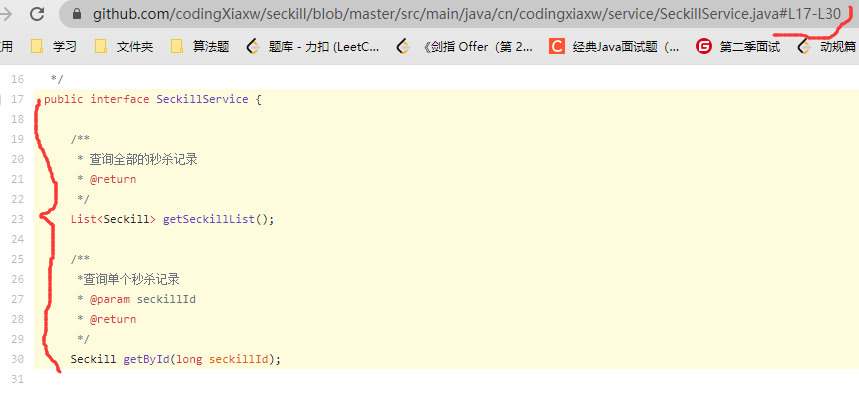 github.com/codingXiaxw/seckill/blob/master/src/main/java/cn/codingxiaxw/service/SeckillService.java#L17-L30
用 学习 文件夹 算法题 题库 - 力扣 (LeetC... 《剑指 Offer（第 2... 经典Java面试题（... 第二季面试 动规篇
16 */
17 public interface SeckillService {
18
19 /**
20 * 查询全部的秒杀记录
21 * @return
22 */
23 List<Seckill> getSeckillList();
24
25 /**
26 *查询单个秒杀记录
27 * @param seckillId
28 * @return
29 */
30 Seckill getById(long seckillId);
31